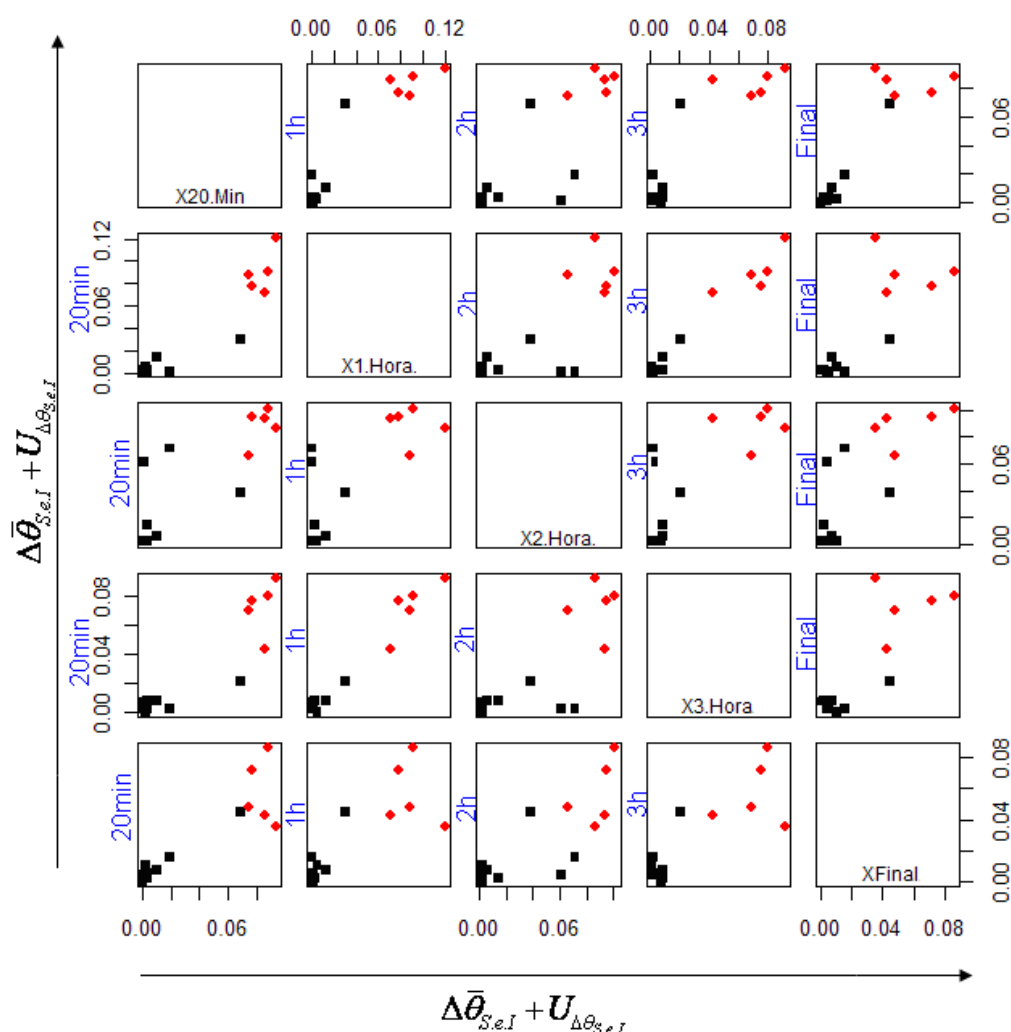 0.00 0.06 0.12 0.00 0.04 0.08
X20.Min 1h 2h 3h Final 0.00 0.06
20min 0.00 0.06 0.12 X1.Hora. 2h 3h Final
20min 1h X2.Hora. 3h Final 0.00 0.06
20min 0.00 0.04 0.08 1h 2h X3.Hora Final
20min 1h 2h 3h XFinal 0.00 0.04 0.08
0.00 0.06 0.00 0.06 0.00 0.04 0.08
Δθ̄S.e.I + UΔθS.e.I
Δθ̄S.e.I + UΔθS.e.I